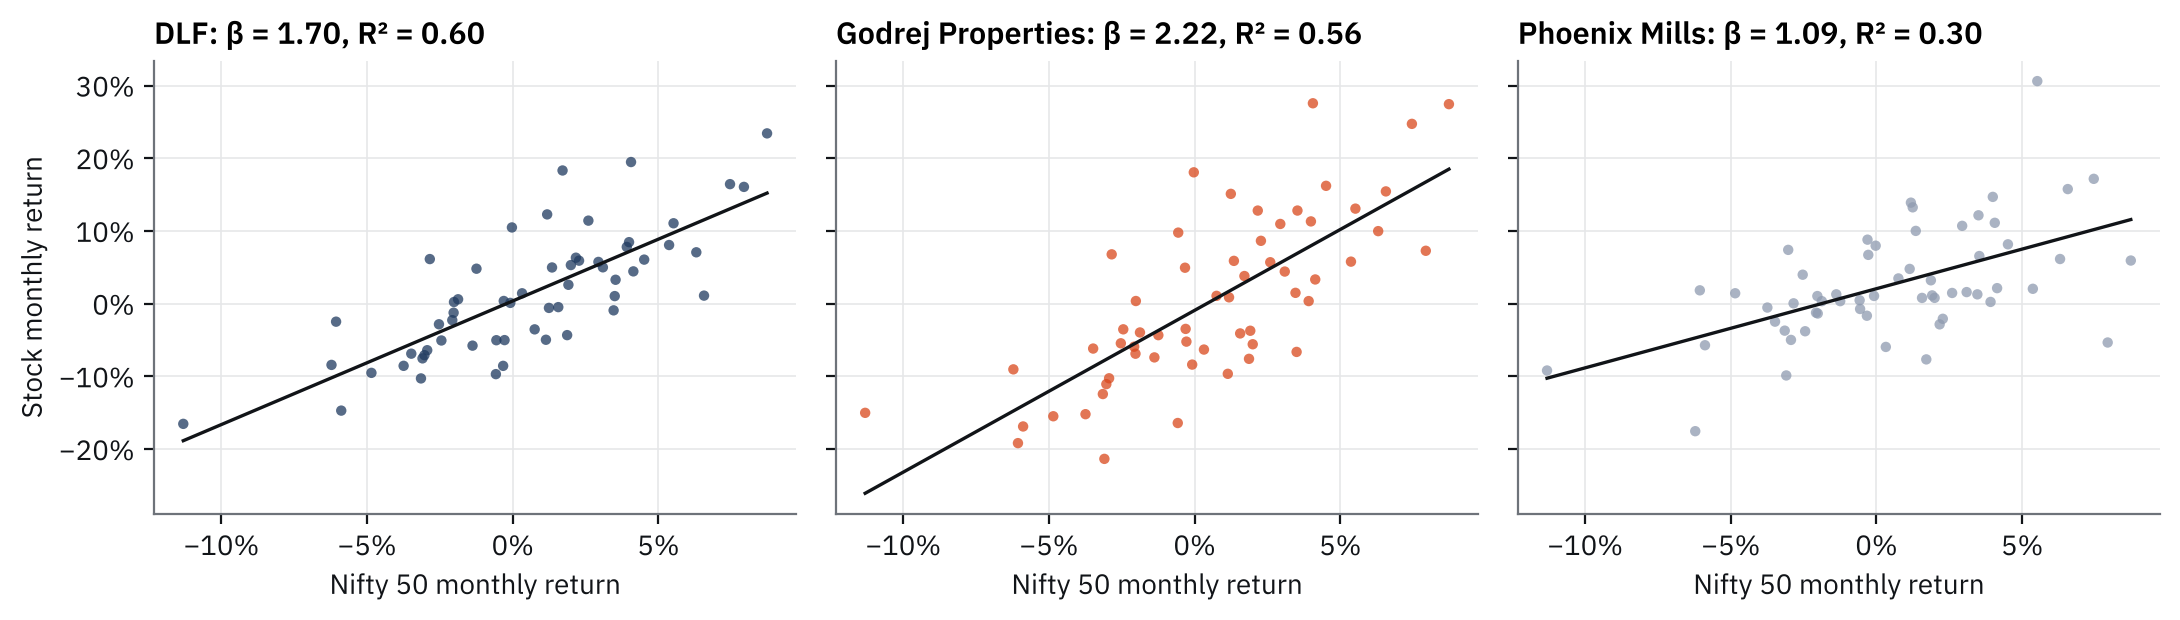 DLF: β = 1.70, R² = 0.60
Godrej Properties: β = 2.22, R² = 0.56
Phoenix Mills: β = 1.09, R² = 0.30
Stock monthly return
30%
20%
10%
0%
−10%
−20%
−10% −5% 0% 5%
Nifty 50 monthly return
−10% −5% 0% 5%
Nifty 50 monthly return
−10% −5% 0% 5%
Nifty 50 monthly return